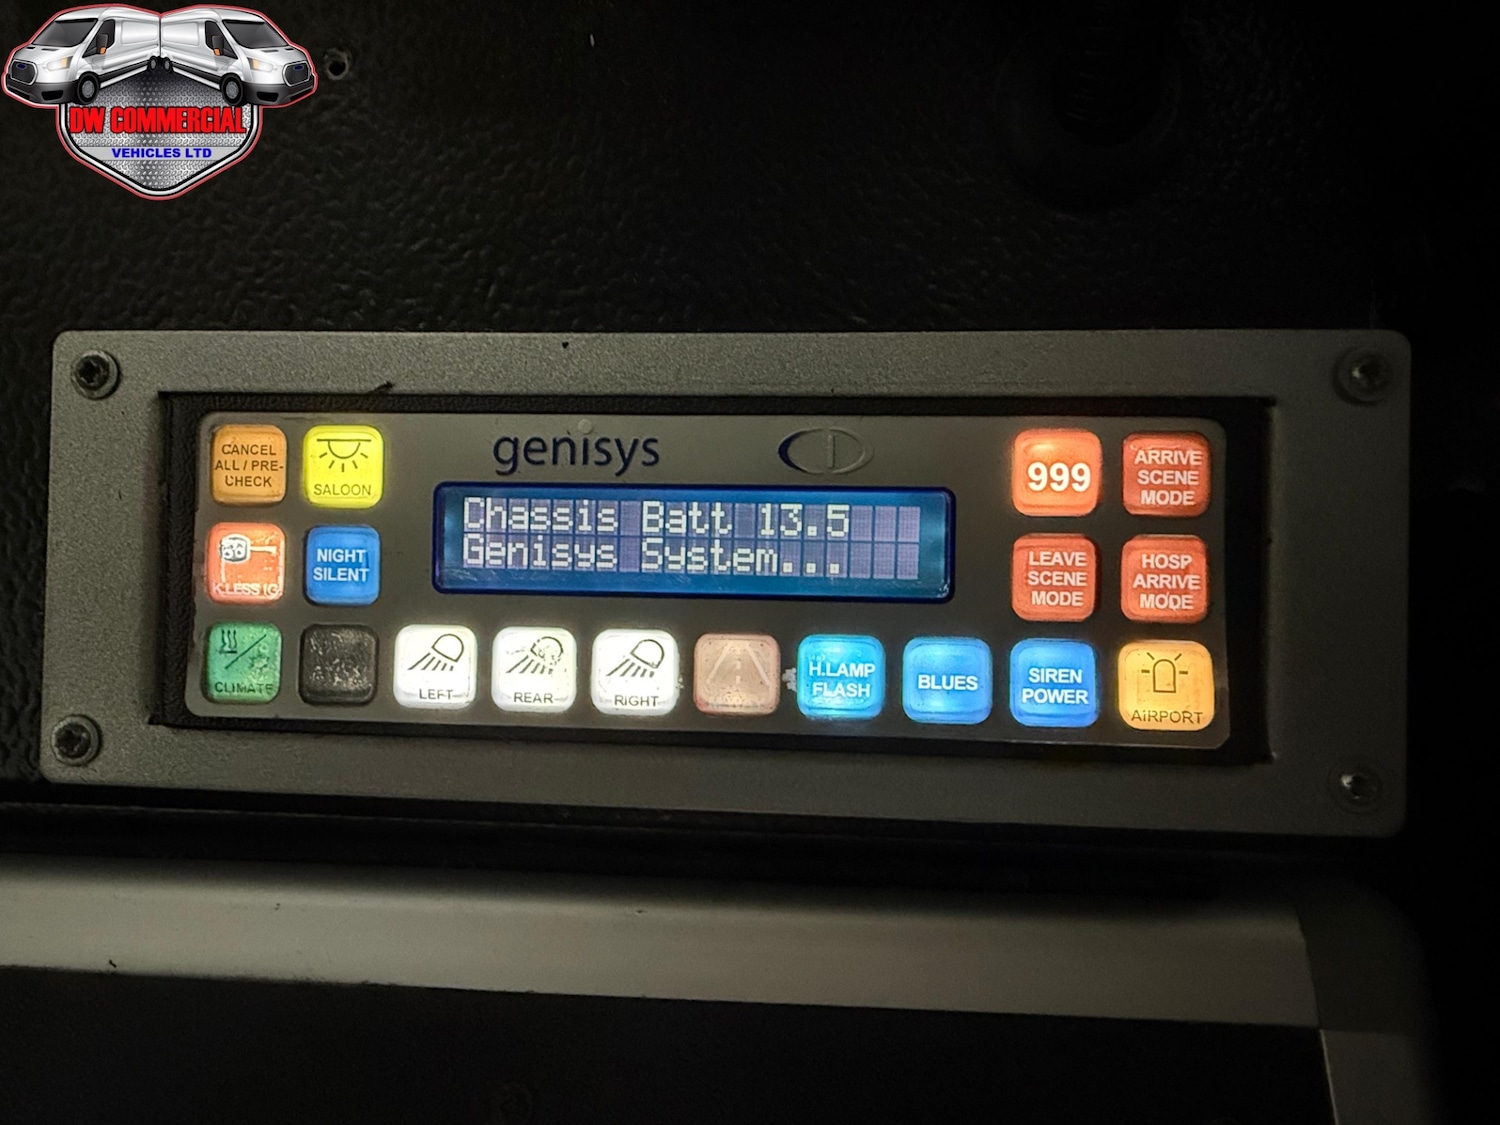 DW COMMERCIAL
VEHICLES LTD
genisys
CANCEL
ALL / PRE-
CHECK
SALOON
Chassis Batt 13.5
Genisys System...
999
ARRIVE
SCENE
MODE
K.LESS IG
NIGHT
SILENT
LEAVE
SCENE
MODE
HOSP
ARRIVE
MODE
CLIMATE
LEFT
REAR
RIGHT
H.LAMP
FLASH
BLUES
SIREN
POWER
AIRPORT